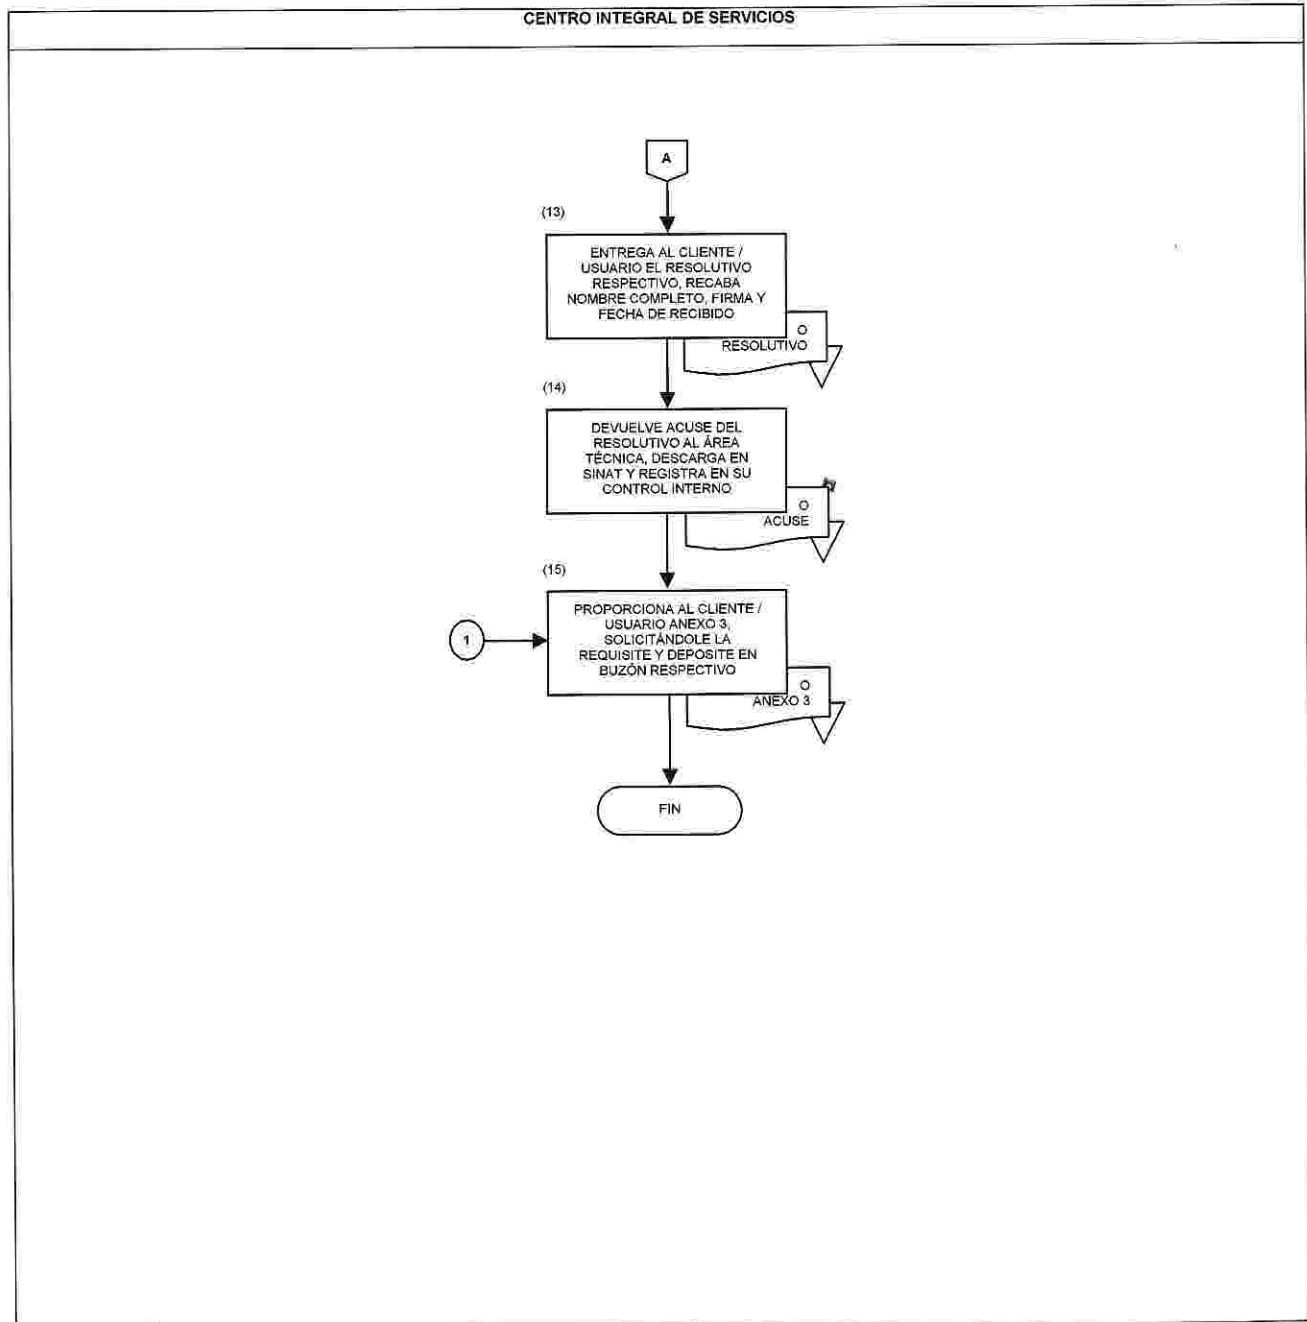 CENTRO INTEGRAL DE SERVICIOS
A
(13)
ENTREGA AL CLIENTE /
USUARIO EL RESOLUTIVO
RESPECTIVO, RECABA
NOMBRE COMPLETO, FIRMA Y
FECHA DE RECIBIDO
O
RESOLUTIVO
(14)
DEVUELVE ACUSE DEL
RESOLUTIVO AL ÁREA
TÉCNICA, DESCARGA EN
SINAT Y REGISTRA EN SU
CONTROL INTERNO
O
ACUSE
(15)
PROPORCIONA AL CLIENTE /
USUARIO ANEXO 3,
SOLICITÁNDOLE LA
REQUISITE Y DEPOSITE EN
BUZÓN RESPECTIVO
1
O
ANEXO 3
FIN